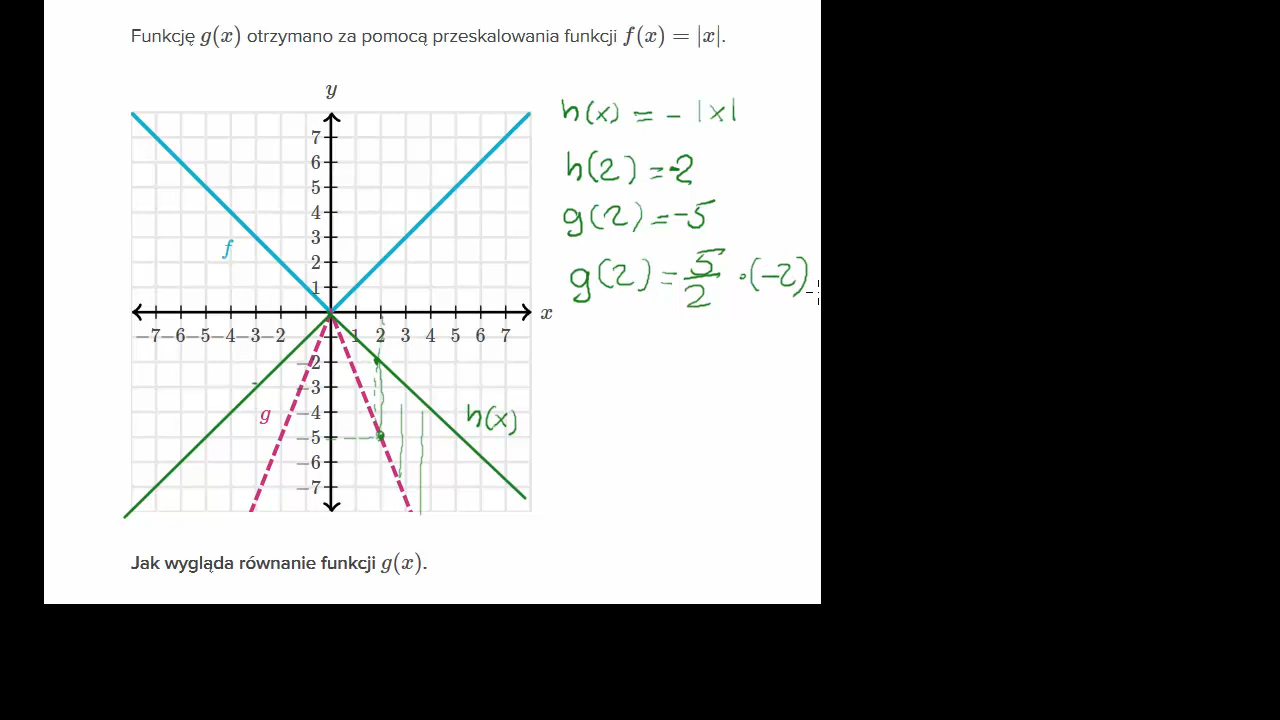 Funkcję g(x) otrzymano za pomocą przeskalowania funkcji f(x) = |x|.
y
h(x) = - |x|
7
6
h(2) = -2
5
4
g(2) = -5
3
f
2
g(2) = 5/2 · (-2)
1
x
−7 −6 −5 −4 −3 −2 1 2 3 4 5 6 7
−2
−3
−4
g
h(x)
−5
−6
−7
Jak wygląda równanie funkcji g(x).